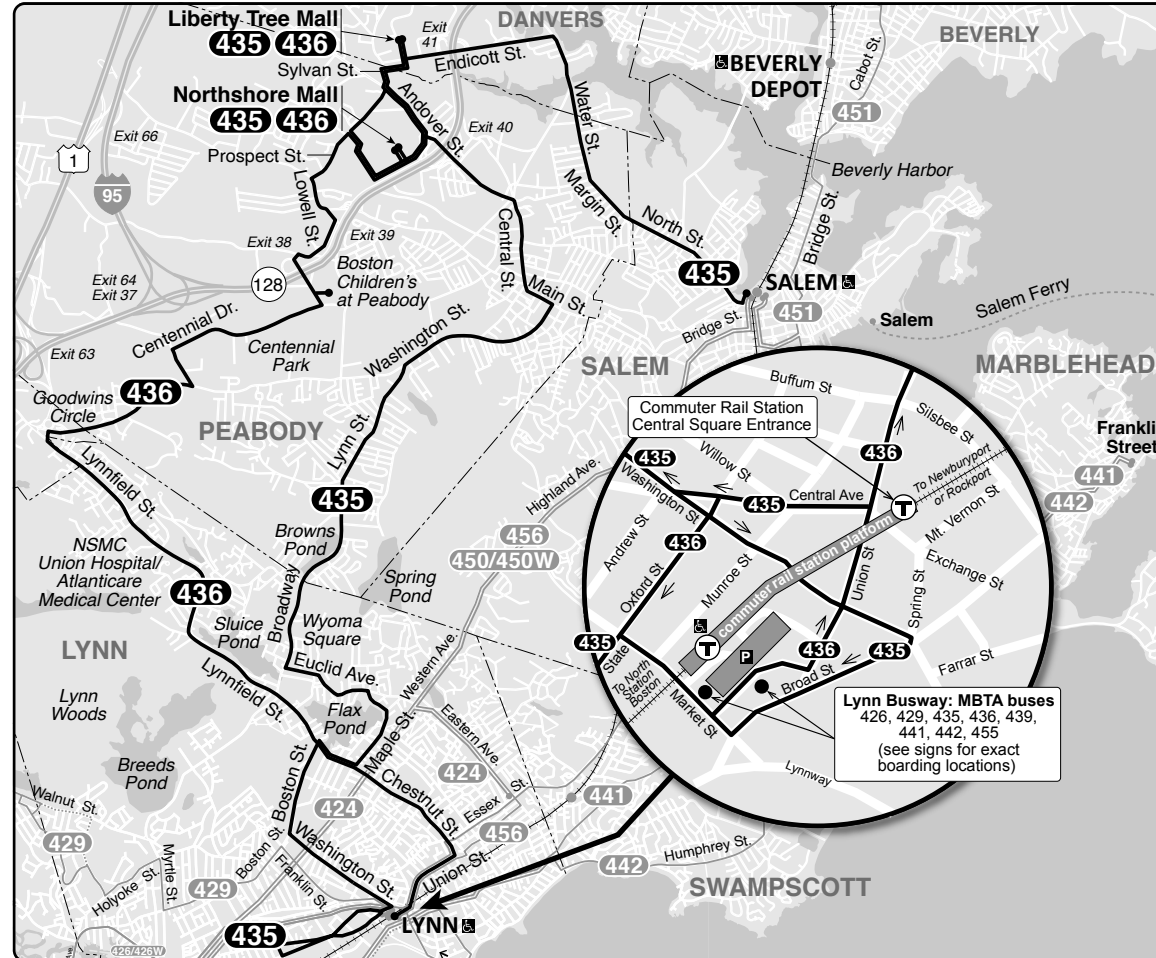 Liberty Tree Mall
435 436
Exit
41
DANVERS
BEVERLY
Sylvan St.
Endicott St.
BEVERLY
DEPOT
Cabot St.
451
Northshore Mall
435 436
Andover St.
Water St.
Exit 66
Exit 40
1
Prospect St.
Beverly Harbor
95
Lowell St.
Margin St.
North St.
Bridge St.
Central St.
Exit 38
Exit 39
435
Exit 64
Exit 37
128
Boston
Children's
at Peabody
Main St.
SALEM
451
Salem Ferry
Bridge St.
Salem
Centennial Dr.
Washington St.
Centennial
Park
Exit 63
SALEM
MARBLEHEAD
436
Goodwins
Circle
PEABODY
Lynn St.
Frankli
Street
441
442
Lynnfield St.
435
Highland Ave.
Browns
Pond
456
450/450W
NSMC
Union Hospital/
Atlanticare
Medical Center
436
Broadway
Spring
Pond
Sluice
Pond
Wyoma
Square
LYNN
Euclid Ave.
Western Ave.
Lynn
Woods
Lynnfield St.
Flax
Pond
Maple St.
Eastern Ave.
Breeds
Pond
Boston St.
424
Chestnut St.
424
Essex St.
441
Walnut St.
429
456
Boston St.
Washington St.
Union St.
442
Humphrey St.
Myrtle St.
Holyoke St.
429
Franklin St.
SWAMPSCOTT
435
LYNN
426/426W
Buffum St
Commuter Rail Station
Central Square Entrance
Silsbee St
436
435
Willow St
To Newburyport
or Rockport
Washington St
435
Central Ave
T
Mt. Vernon St
Andrew St
436
Exchange St
Oxford St
Munroe St
commuter rail station platform
Union St
Spring St
435
State
T
P
436
435
Broad St
Farrar St
To North
Station
Boston
Market St
Lynn Busway: MBTA buses
426, 429, 435, 436, 439,
441, 442, 455
(see signs for exact
boarding locations)
Lynnway